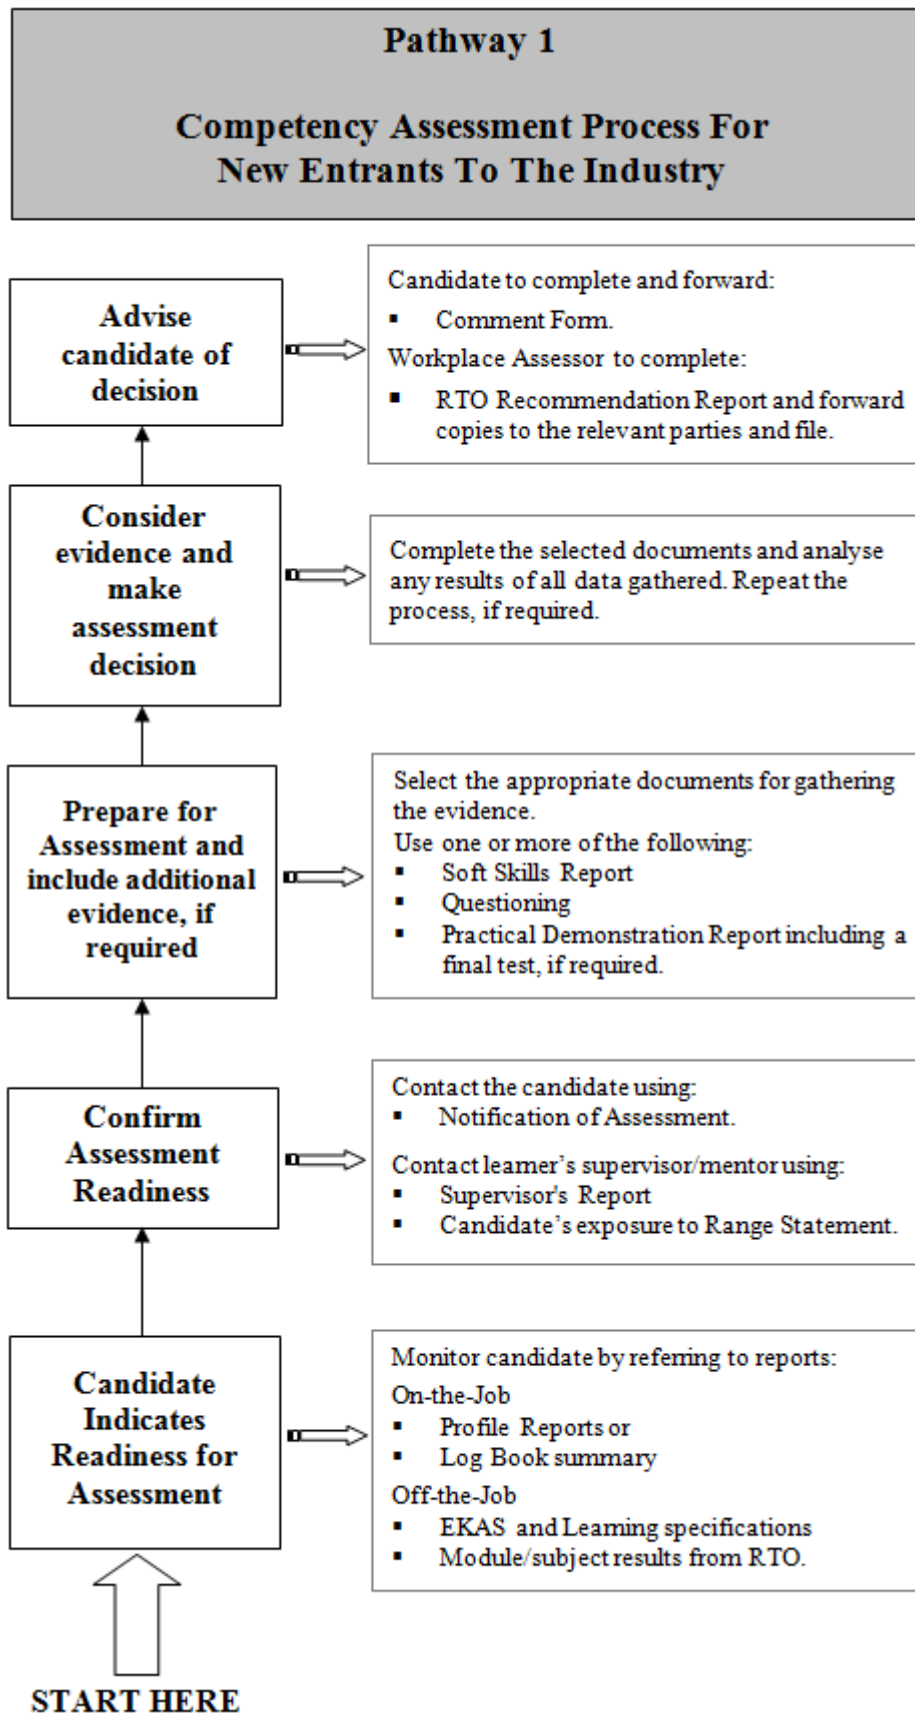 Pathway 1
Competency Assessment Process For
New Entrants To The Industry
Advise
candidate of
decision
Candidate to complete and forward:
▪ Comment Form.
Workplace Assessor to complete:
▪ RTO Recommendation Report and forward
copies to the relevant parties and file.
Consider
evidence and
make
assessment
decision
Complete the selected documents and analyse
any results of all data gathered. Repeat the
process, if required.
Prepare for
Assessment and
include additional
evidence, if
required
Select the appropriate documents for gathering
the evidence.
Use one or more of the following:
▪ Soft Skills Report
▪ Questioning
▪ Practical Demonstration Report including a
final test, if required.
Confirm
Assessment
Readiness
Contact the candidate using:
▪ Notification of Assessment.
Contact learner’s supervisor/mentor using:
▪ Supervisor's Report
▪ Candidate’s exposure to Range Statement.
Candidate
Indicates
Readiness for
Assessment
Monitor candidate by referring to reports:
On-the-Job
▪ Profile Reports or
▪ Log Book summary
Off-the-Job
▪ EKAS and Learning specifications
▪ Module/subject results from RTO.
START HERE